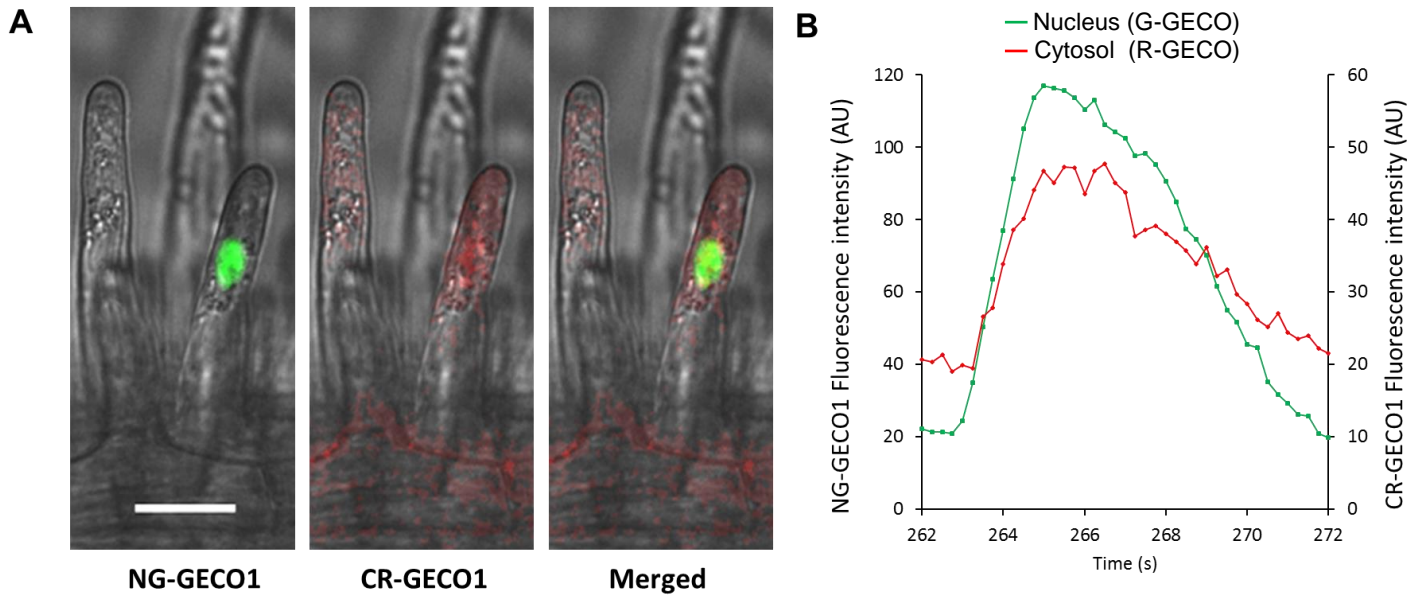 A
NG-GECO1
CR-GECO1
Merged
B
Nucleus (G-GECO)
Cytosol (R-GECO)
NG-GECO1 Fluorescence intensity (AU)
120
100
80
60
40
20
0
CR-GECO1 Fluorescence intensity (AU)
60
50
40
30
20
10
0
262
264
266
268
270
272
Time (s)